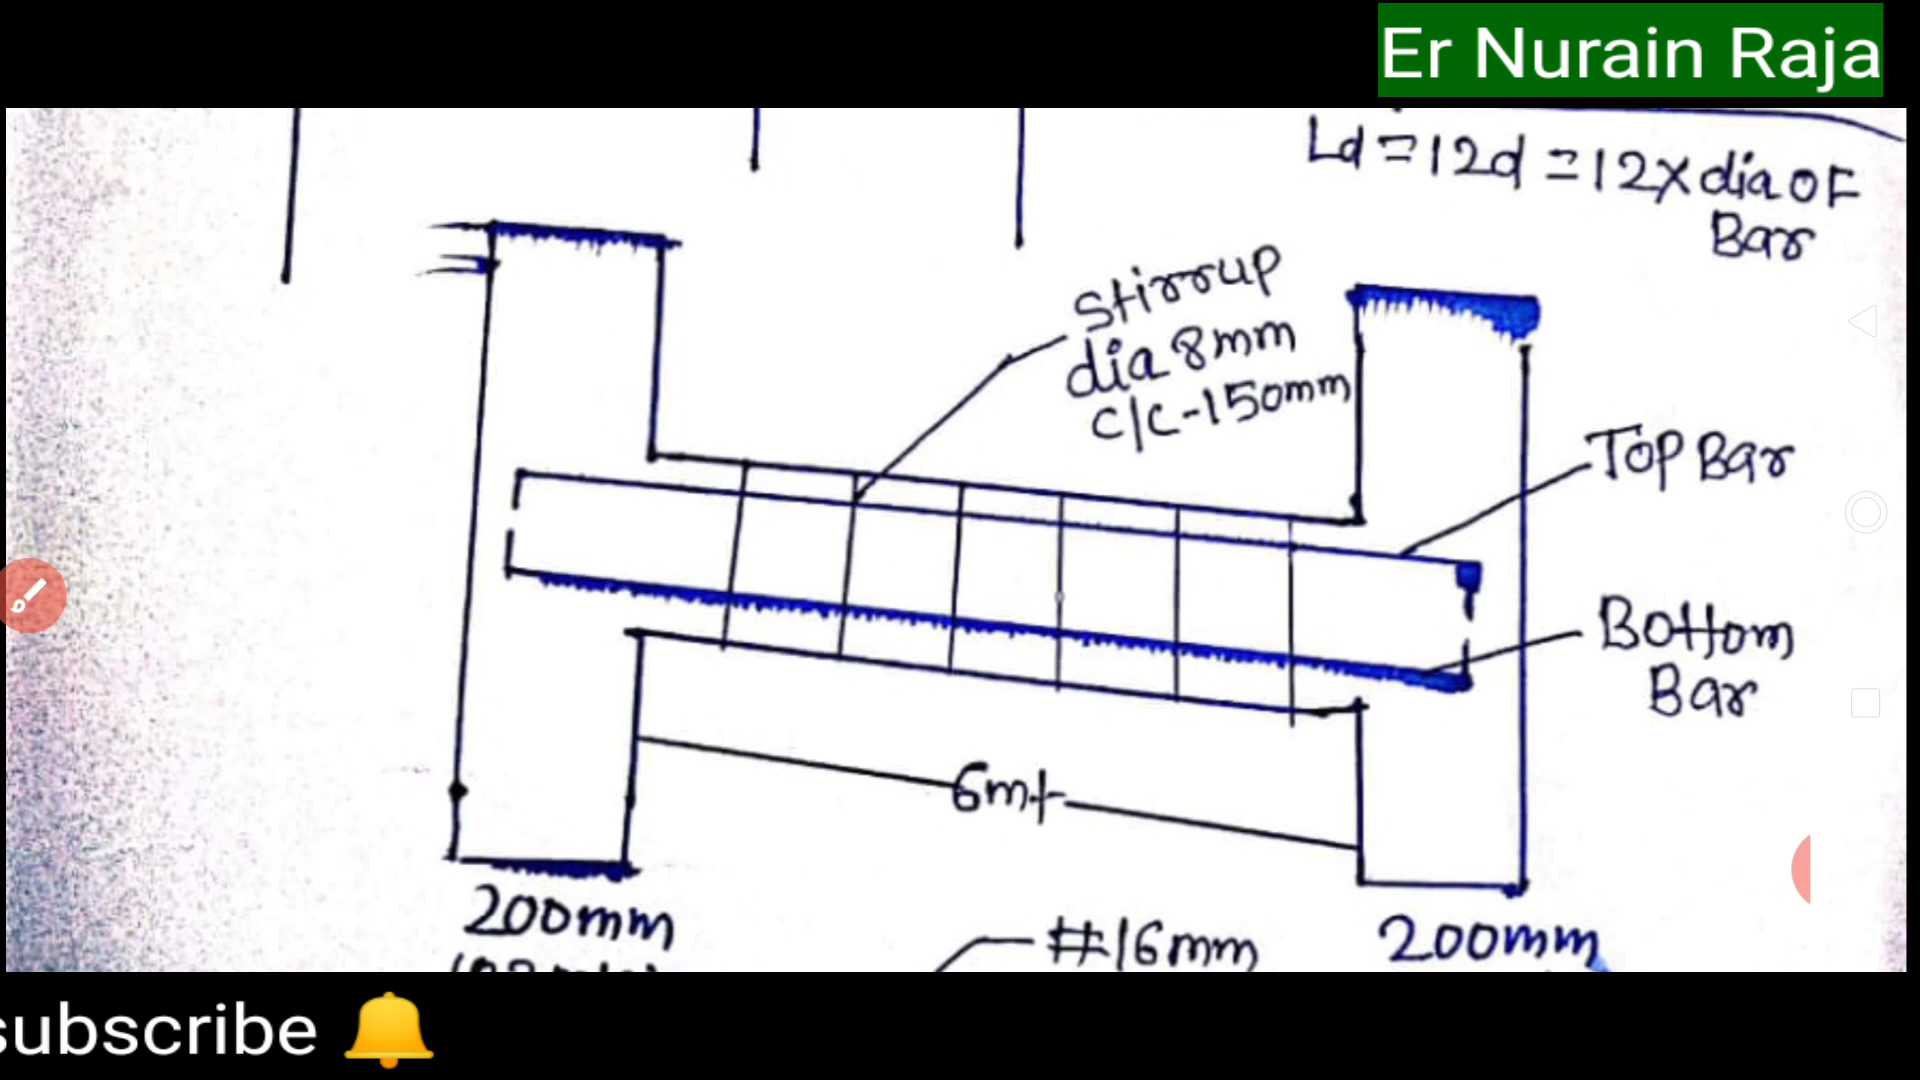 Er Nurain Raja
Ld = 12d = 12x dia OF
Bar
Stirrup
dia 8mm
C/C-150mm
Top Bar
Bottom
Bar
6mt
200mm
#16mm
200mm
subscribe